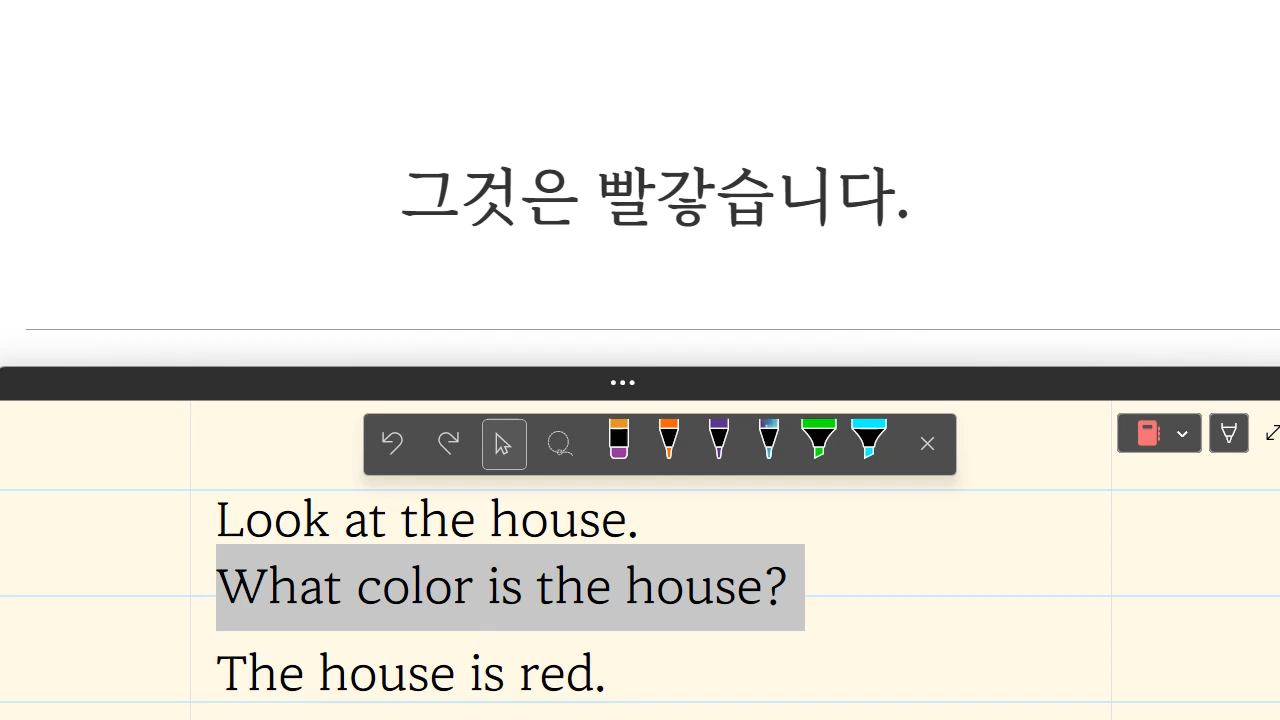 그것은 빨갛습니다.
Look at the house.
What color is the house?
The house is red.